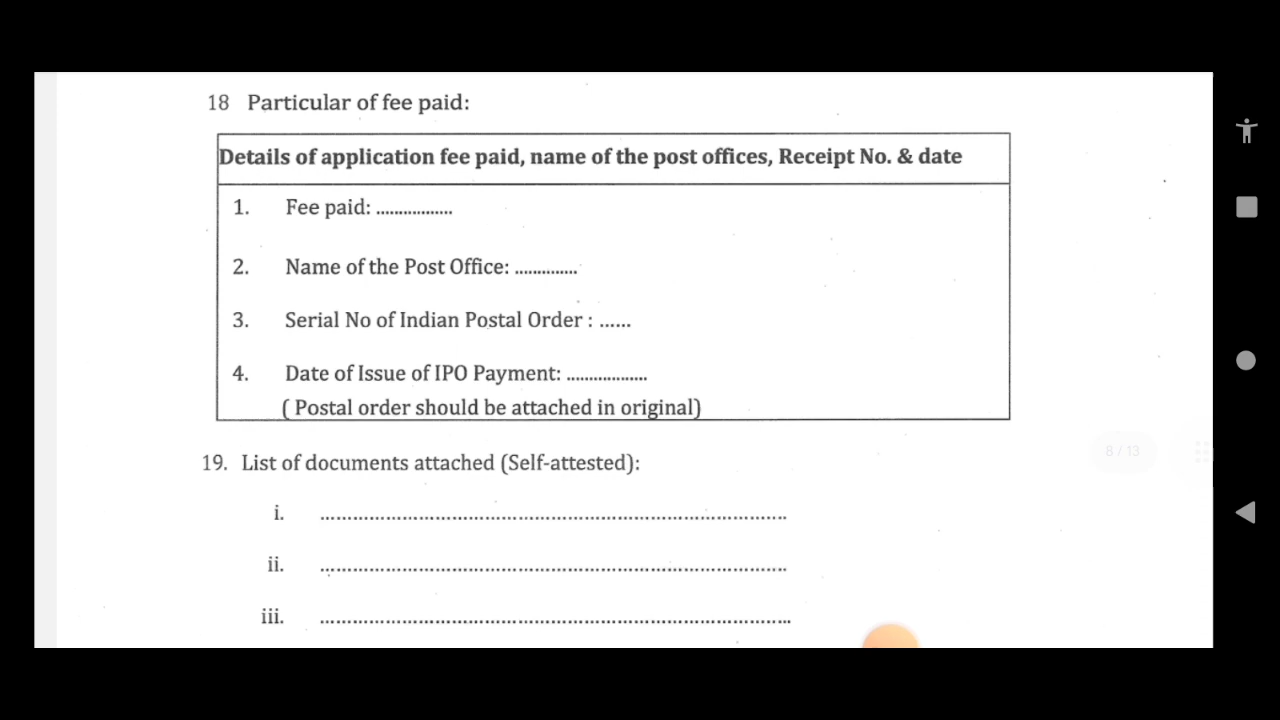 18 Particular of fee paid:
Details of application fee paid, name of the post offices, Receipt No. & date
1. Fee paid: .................
2. Name of the Post Office: ..............
3. Serial No of Indian Postal Order : ......
4. Date of Issue of IPO Payment: ..................
( Postal order should be attached in original)
8 / 13
19. List of documents attached (Self-attested):
i. ................................................................................
ii. ................................................................................
iii. ................................................................................